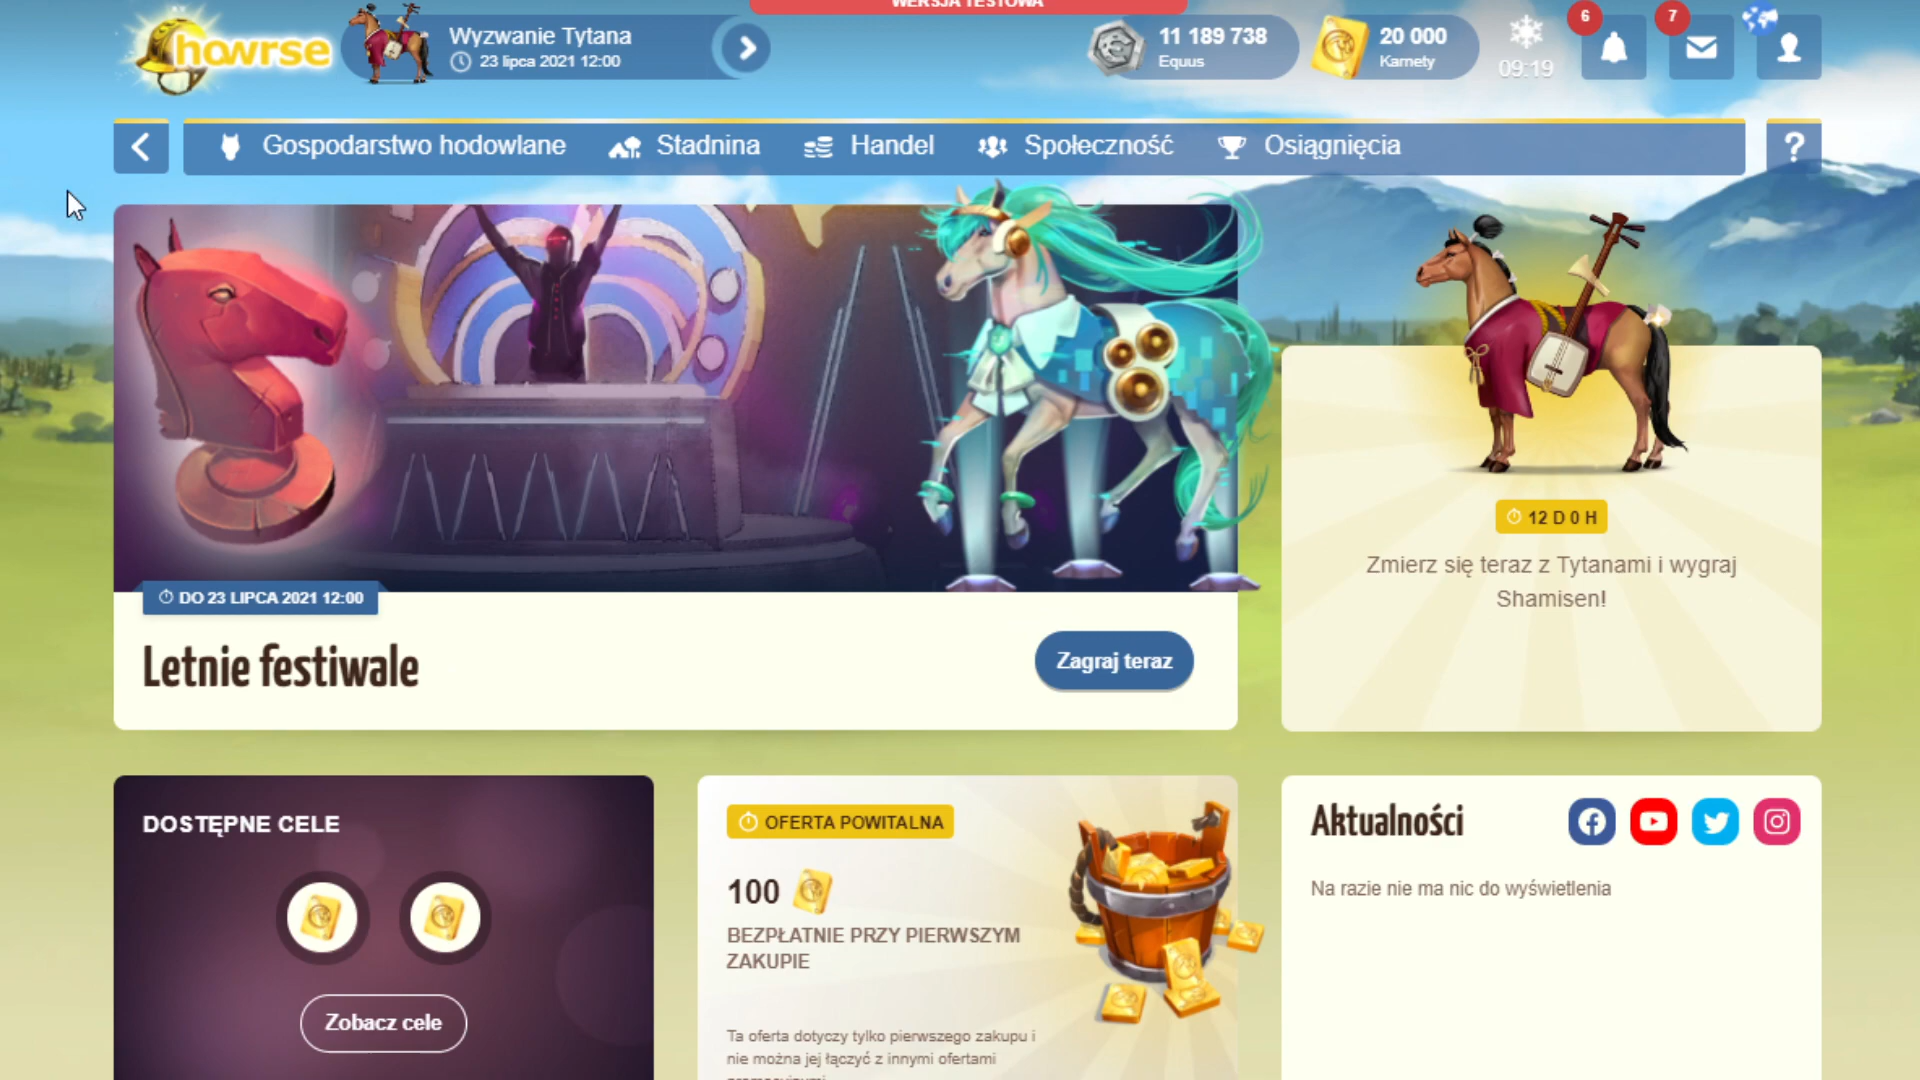 WERSJA TESTOWA
howrse
Wyzwanie Tytana
23 lipca 2021 12:00
11 189 738
Equus
20 000
Karnety
09:19
6
7
Gospodarstwo hodowlane
Stadnina
Handel
Społeczność
Osiągnięcia
?
DO 23 LIPCA 2021 12:00
Letnie festiwale
Zagraj teraz
12 D 0 H
Zmierz się teraz z Tytanami i wygraj
Shamisen!
DOSTĘPNE CELE
Zobacz cele
OFERTA POWITALNA
100
BEZPŁATNIE PRZY PIERWSZYM
ZAKUPIE
Ta oferta dotyczy tylko pierwszego zakupu i
nie można jej łączyć z innymi ofertami
Aktualności
Na razie nie ma nic do wyświetlenia